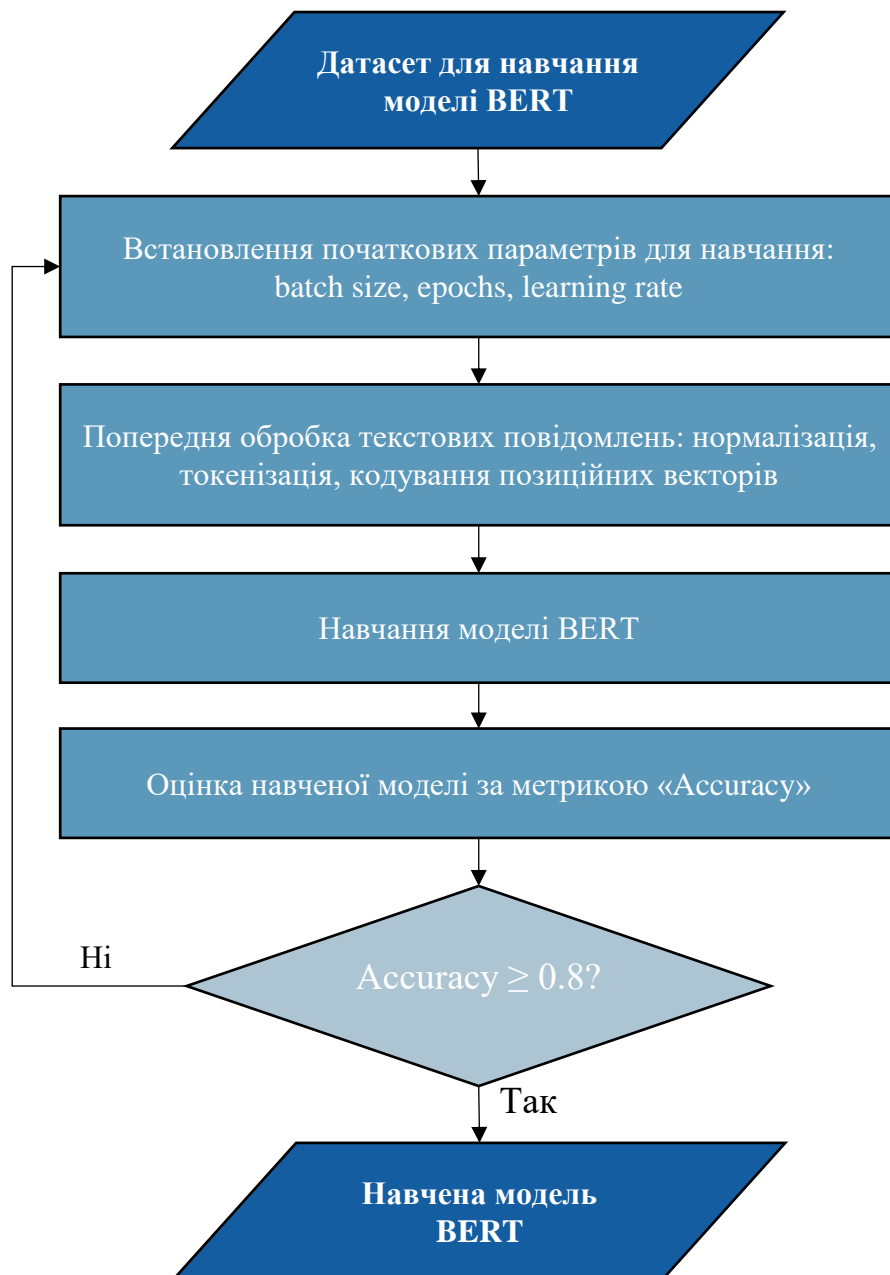 Датасет для навчання
моделі BERT
Встановлення початкових параметрів для навчання:
batch size, epochs, learning rate
Попередня обробка текстових повідомлень: нормалізація,
токенізація, кодування позиційних векторів
Навчання моделі BERT
Оцінка навченої моделі за метрикою «Accuracy»
Ні
Accuracy ≥ 0.8?
Так
Навчена модель
BERT